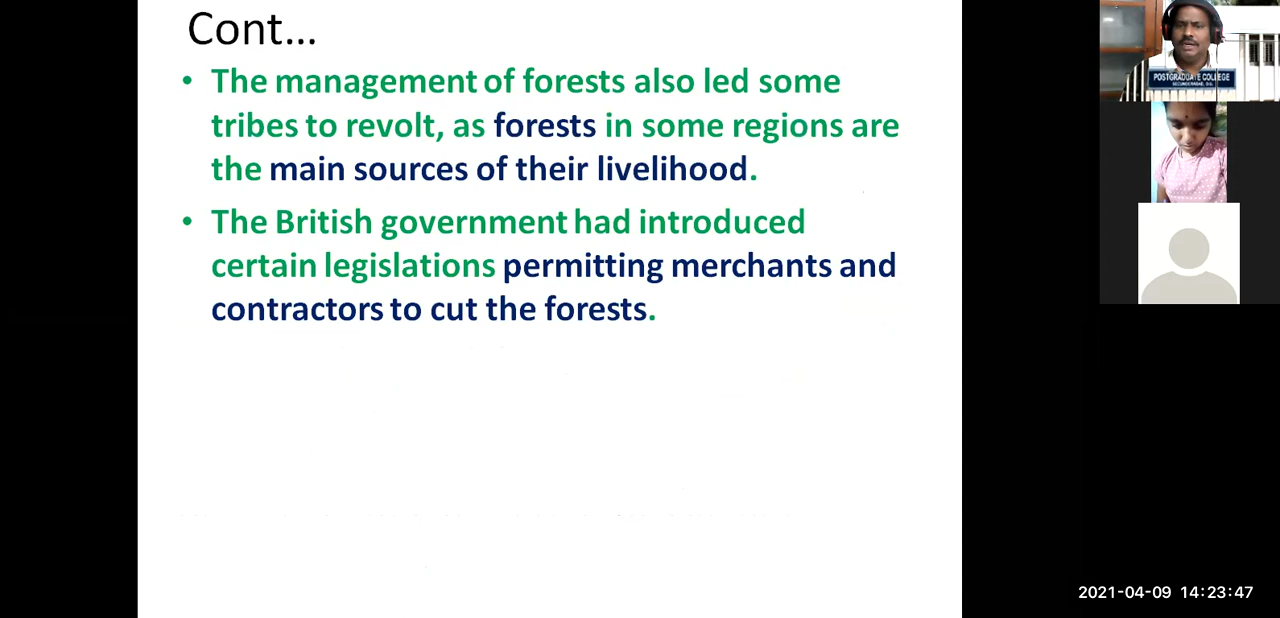 Cont...
• The management of forests also led some
tribes to revolt, as forests in some regions are
the main sources of their livelihood.
• The British government had introduced
certain legislations permitting merchants and
contractors to cut the forests.
POSTGRADUATE COLLEGE
2021-04-09 14:23:47